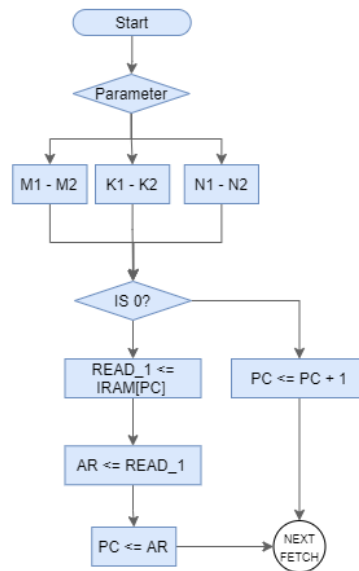 Start
Parameter
M1 - M2
K1 - K2
N1 - N2
IS 0?
READ_1 <=
IRAM[PC]
PC <= PC + 1
AR <= READ_1
PC <= AR
NEXT
FETCH